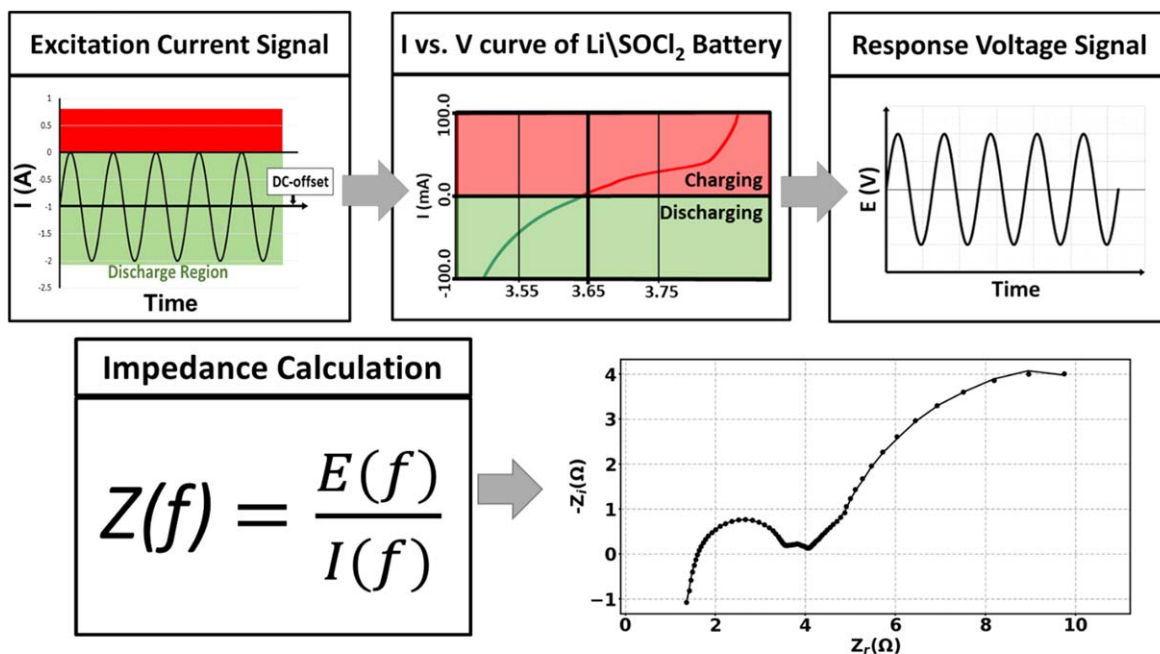 Excitation Current Signal
I (A)
1
0.5
0
-0.5
-1
-1.5
-2
-2.5
DC-offset
Discharge Region
Time
I vs. V curve of Li\SOCl₂ Battery
I (mA)
100.0
0.0
-100.0
Charging
Discharging
3.55 3.65 3.75
Response Voltage Signal
E (V)
Time
Impedance Calculation
Z(f) = E(f) / I(f)
-Zᵢ(Ω)
4
3
2
1
0
−1
0 2 4 6 8 10
Zᵣ(Ω)